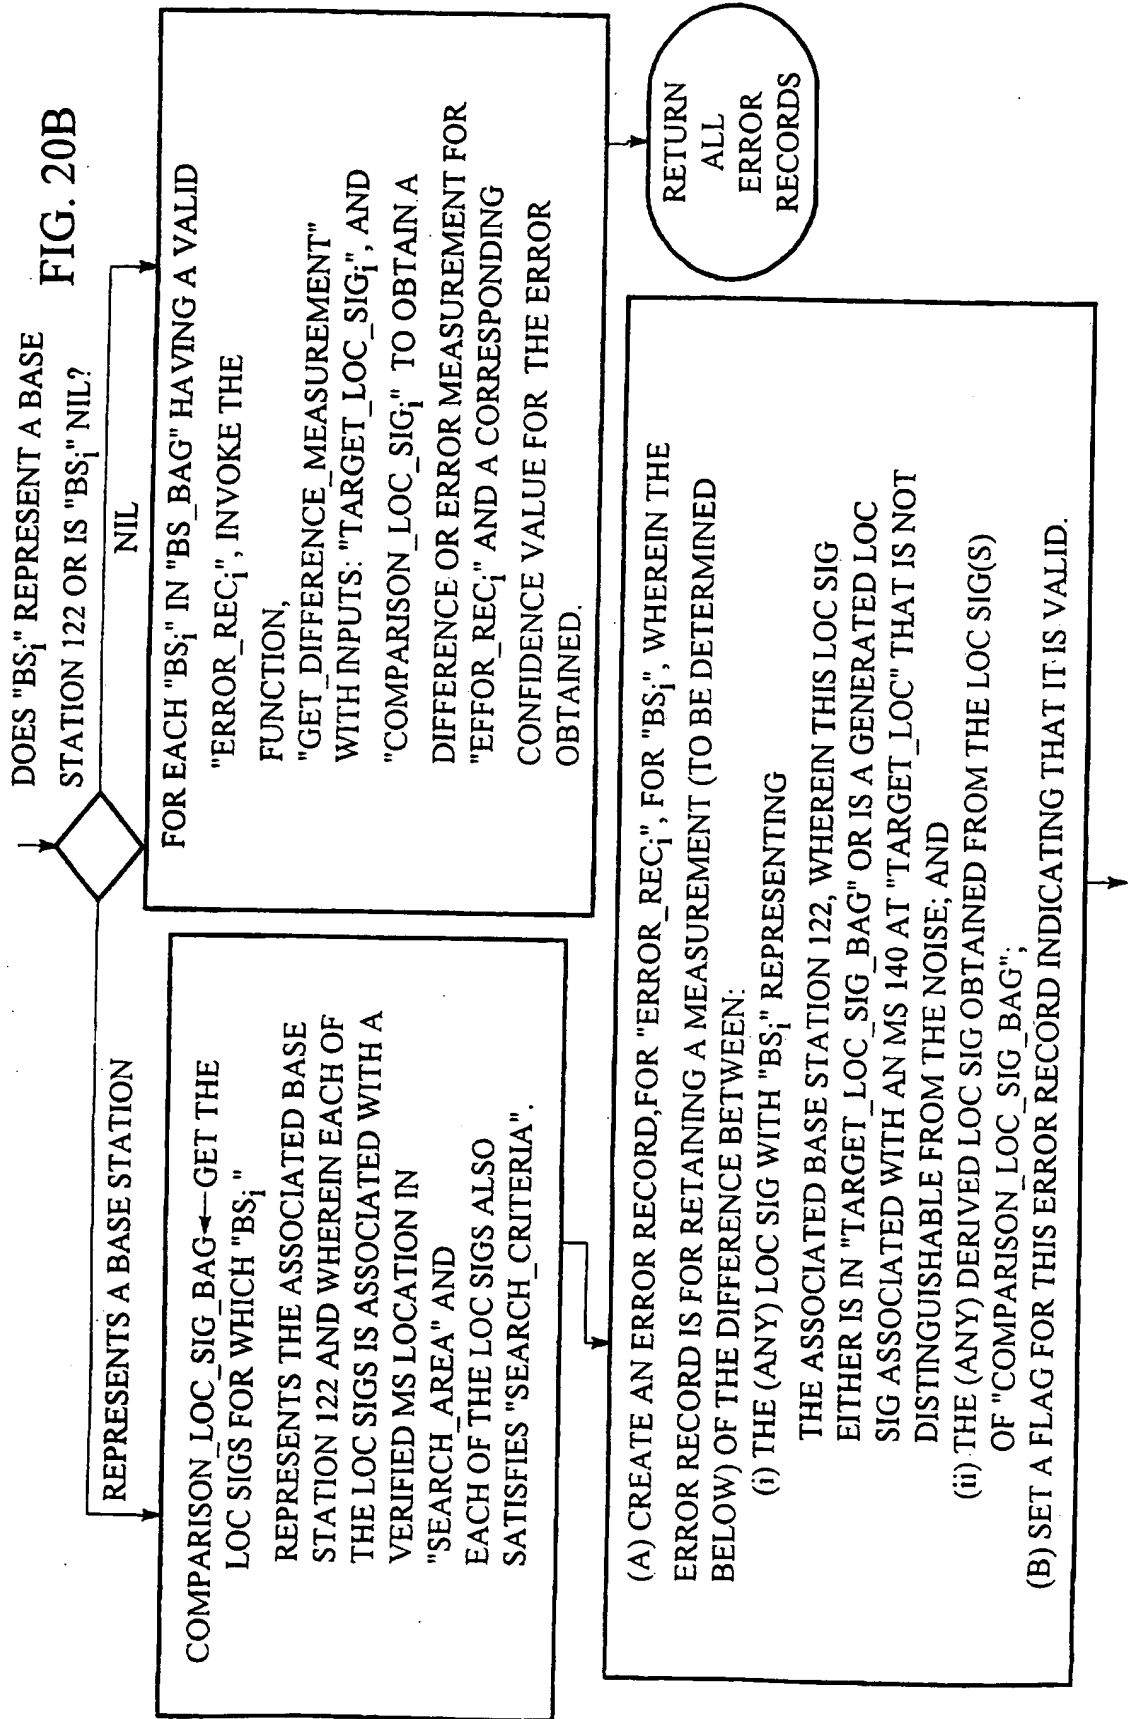 FIG. 20B
DOES "BSᵢ" REPRESENT A BASE
STATION 122 OR IS "BSᵢ" NIL?
REPRESENTS A BASE STATION
NIL
COMPARISON_LOC_SIG_BAG◄—GET THE
LOC SIGS FOR WHICH "BSᵢ"
REPRESENTS THE ASSOCIATED BASE
STATION 122 AND WHEREIN EACH OF
THE LOC SIGS IS ASSOCIATED WITH A
VERIFIED MS LOCATION IN
"SEARCH_AREA" AND
EACH OF THE LOC SIGS ALSO
SATISFIES "SEARCH_CRITERIA".
FOR EACH "BSᵢ" IN "BS_BAG" HAVING A VALID
"ERROR_RECᵢ", INVOKE THE
FUNCTION,
"GET_DIFFERENCE_MEASUREMENT"
WITH INPUTS: "TARGET_LOC_SIGᵢ", AND
"COMPARISON_LOC_SIGᵢ" TO OBTAIN A
DIFFERENCE OR ERROR MEASUREMENT FOR
"EFFOR_RECᵢ" AND A CORRESPONDING
CONFIDENCE VALUE FOR THE ERROR
OBTAINED.
RETURN
ALL
ERROR
RECORDS
(A) CREATE AN ERROR RECORD,FOR "ERROR_RECᵢ", FOR "BSᵢ", WHEREIN THE
ERROR RECORD IS FOR RETAINING A MEASUREMENT (TO BE DETERMINED
BELOW) OF THE DIFFERENCE BETWEEN:
(i) THE (ANY) LOC SIG WITH "BSᵢ" REPRESENTING
THE ASSOCIATED BASE STATION 122, WHEREIN THIS LOC SIG
EITHER IS IN "TARGET_LOC_SIG_BAG" OR IS A GENERATED LOC
SIG ASSOCIATED WITH AN MS 140 AT "TARGET_LOC" THAT IS NOT
DISTINGUISHABLE FROM THE NOISE; AND
(ii) THE (ANY) DERIVED LOC SIG OBTAINED FROM THE LOC SIG(S)
OF "COMPARISON_LOC_SIG_BAG";
(B) SET A FLAG FOR THIS ERROR RECORD INDICATING THAT IT IS VALID.